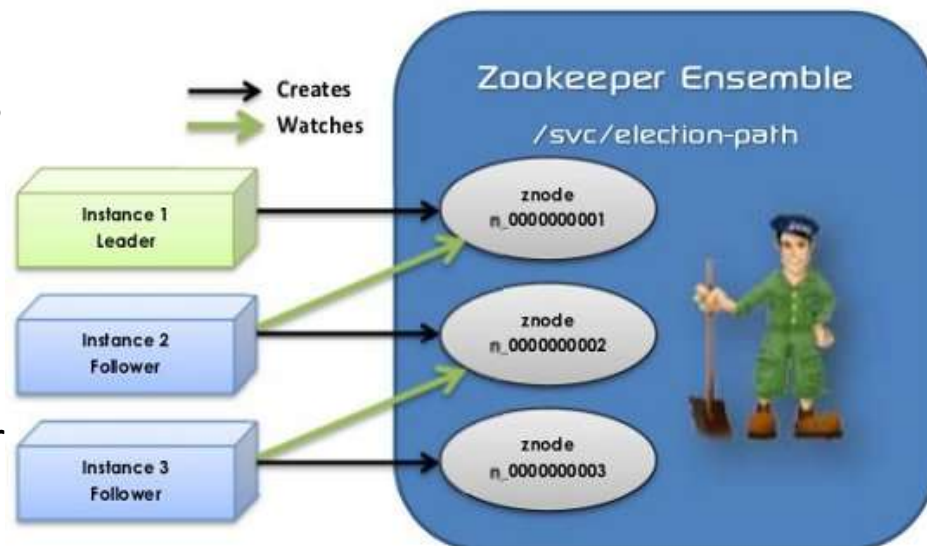 Zookeeper Ensemble
/svc/election-path
Creates
Watches
Instance 1
Leader
znode
n_0000000001
Instance 2
Follower
znode
n_0000000002
Instance 3
Follower
znode
n_0000000003